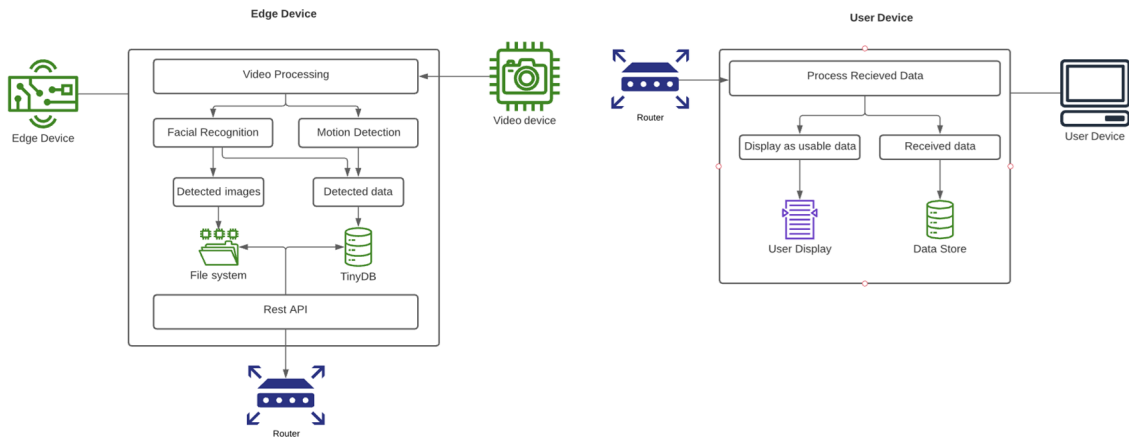 Edge Device
User Device
Video Processing
Process Recieved Data
Edge Device
Video device
Router
User Device
Facial Recognition
Motion Detection
Display as usable data
Received data
Detected images
Detected data
User Display
Data Store
File system
TinyDB
Rest API
Router